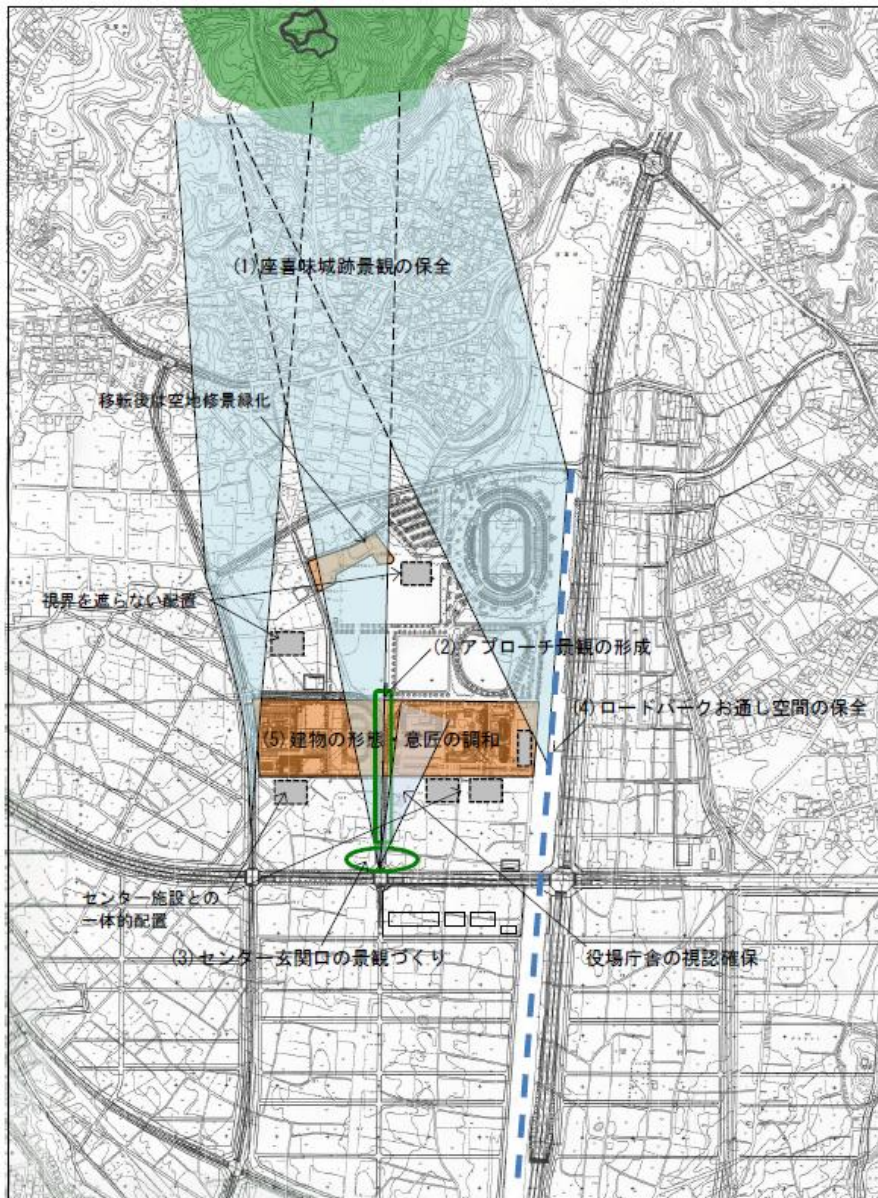 (1)座喜味城跡景観の保全
移転後は空地修景緑化
視界を遮らない配置
(2)アプローチ景観の形成
(4)ロードパークお通し空間の保全
(5)建物の形態・意匠の調和
センター施設との
一体的配置
(3)センター玄関口の景観づくり
役場庁舎の視認確保